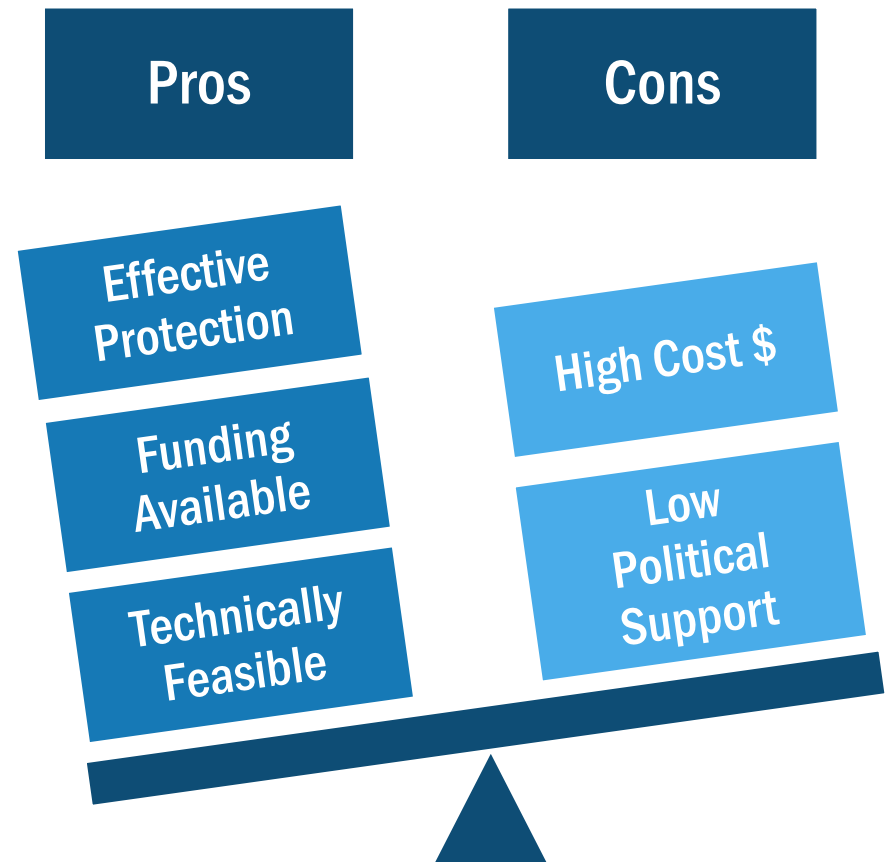 Pros
Effective
Protection
Funding
Available
Technically
Feasible
Cons
High Cost $
Low
Political
Support